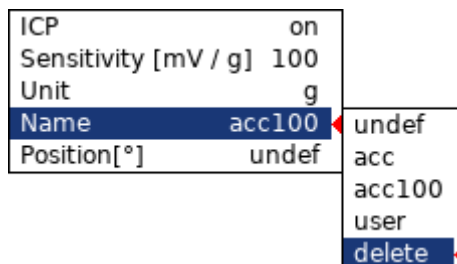 ICP on
Sensitivity [mV / g] 100
Unit g
Name acc100
Position[°] undef
undef
acc
acc100
user
delete